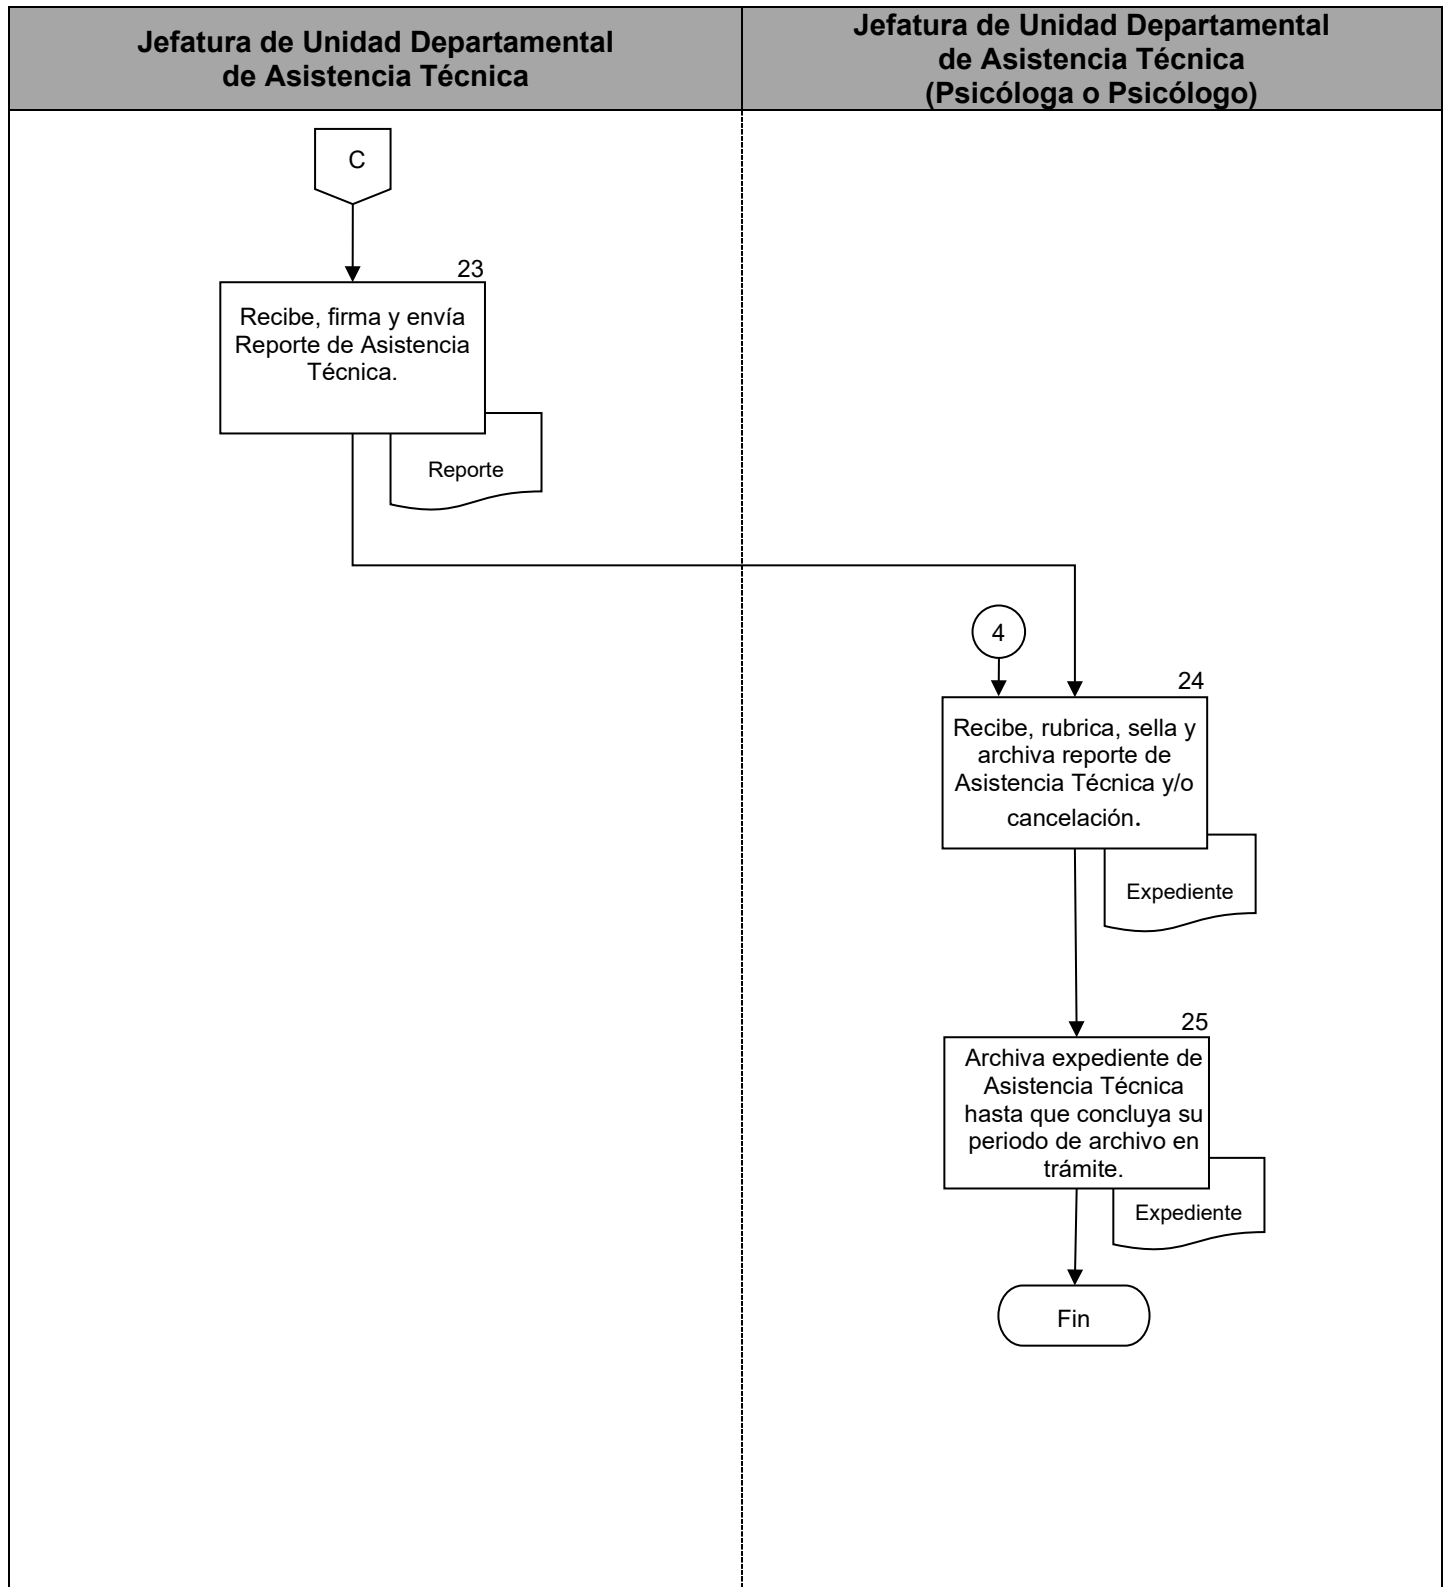 Jefatura de Unidad Departamental
de Asistencia Técnica
Jefatura de Unidad Departamental
de Asistencia Técnica
(Psicóloga o Psicólogo)
C
23
Recibe, firma y envía
Reporte de Asistencia
Técnica.
Reporte
4
24
Recibe, rubrica, sella y
archiva reporte de
Asistencia Técnica y/o
cancelación.
Expediente
25
Archiva expediente de
Asistencia Técnica
hasta que concluya su
periodo de archivo en
trámite.
Expediente
Fin